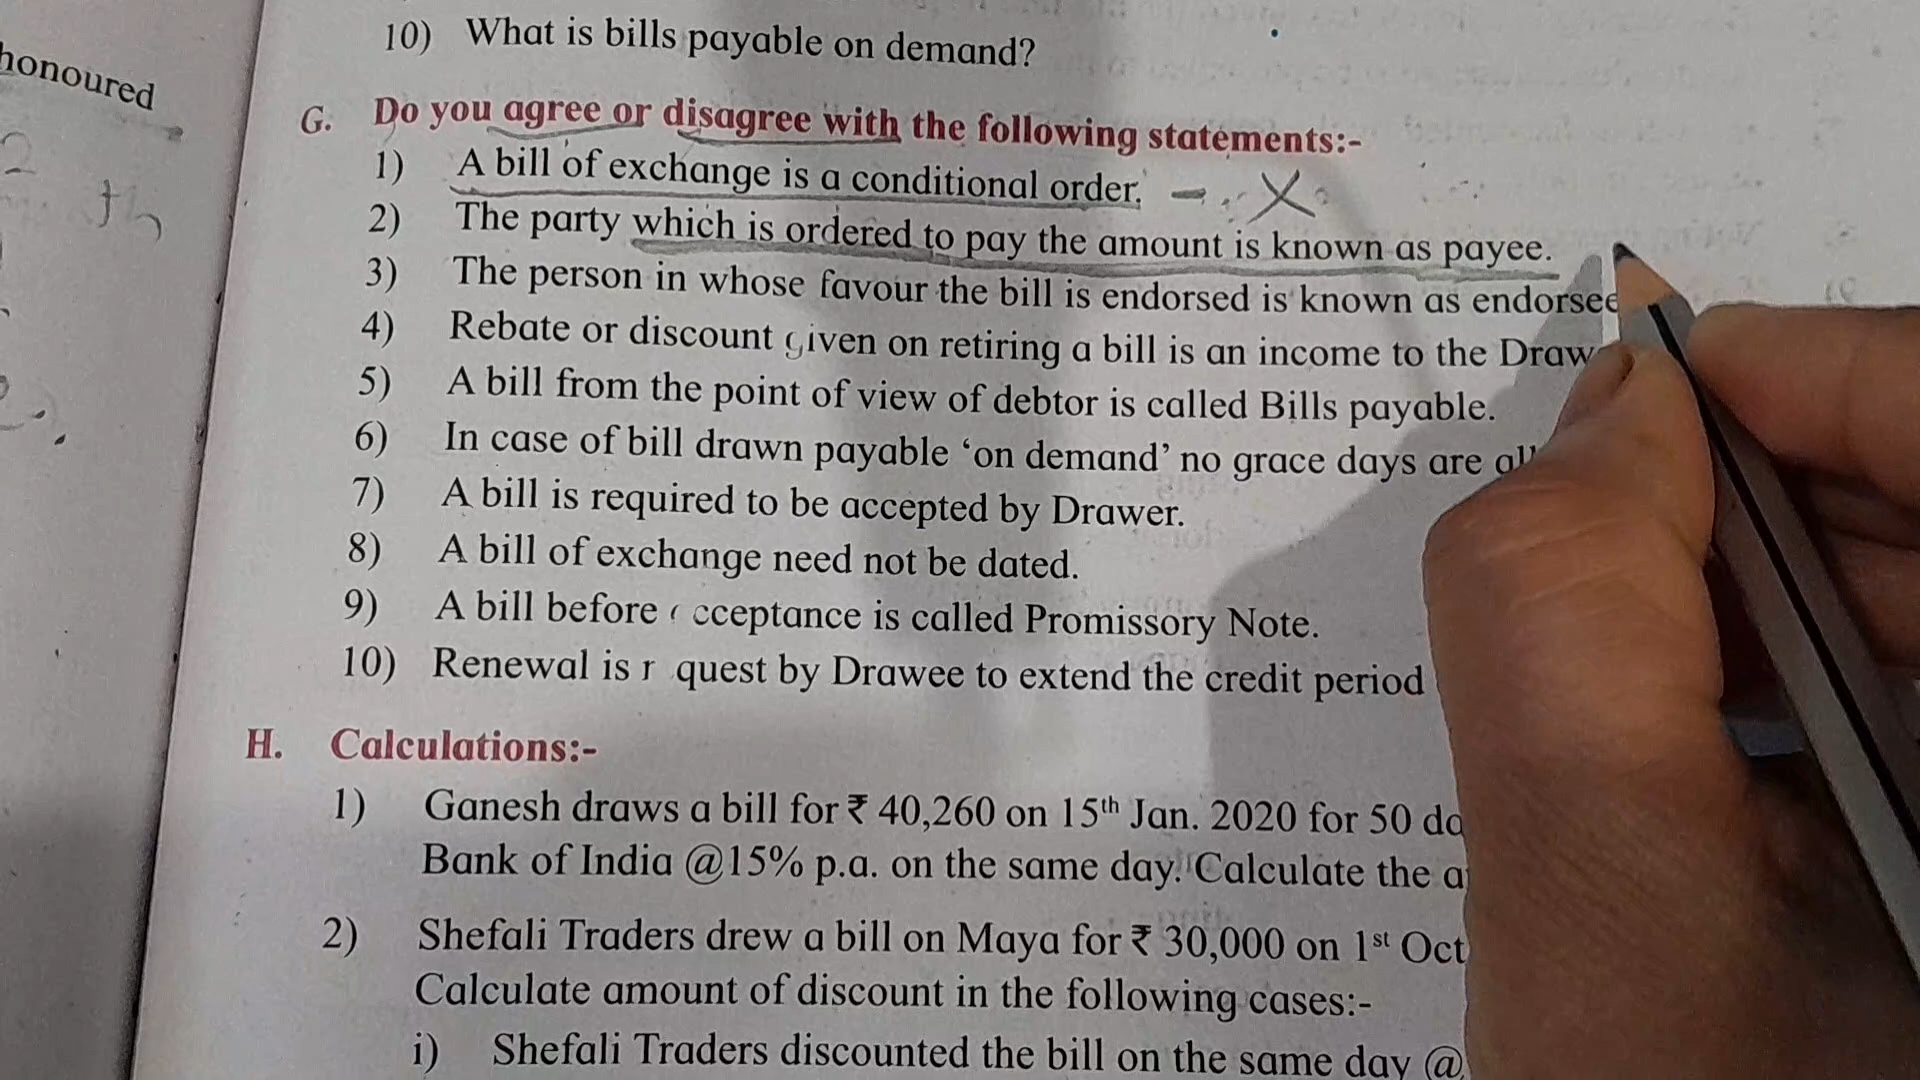 honoured
2
th
10) What is bills payable on demand?
G. Do you agree or disagree with the following statements:-
1) A bill of exchange is a conditional order. - X
2) The party which is ordered to pay the amount is known as payee.
3) The person in whose favour the bill is endorsed is known as endorsee
4) Rebate or discount given on retiring a bill is an income to the
5) A bill from the point of view of debtor is called Bills payable.
6) In case of bill drawn payable ‘on demand’ no grace days are
7) A bill is required to be accepted by Drawer.
8) A bill of exchange need not be dated.
9) A bill before cceptance is called Promissory Note.
10) Renewal is r quest by Drawee to extend the credit period
H. Calculations:-
1) Ganesh draws a bill for ₹ 40,260 on 15th Jan. 2020 for 50
Bank of India @15% p.a. on the same day. Calculate the
2) Shefali Traders drew a bill on Maya for ₹ 30,000 on 1st Oct
Calculate amount of discount in the following cases:-
i) Shefali Traders discounted the bill on the same day @